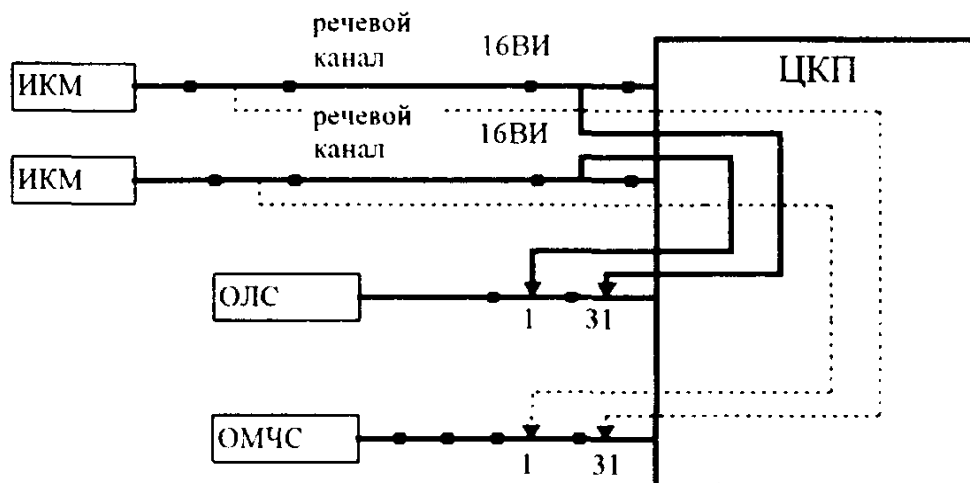 речевой
канал
16ВИ
ЦКП
ИКМ
речевой
канал
16ВИ
ИКМ
ОЛС
1
31
ОМЧС
1
31